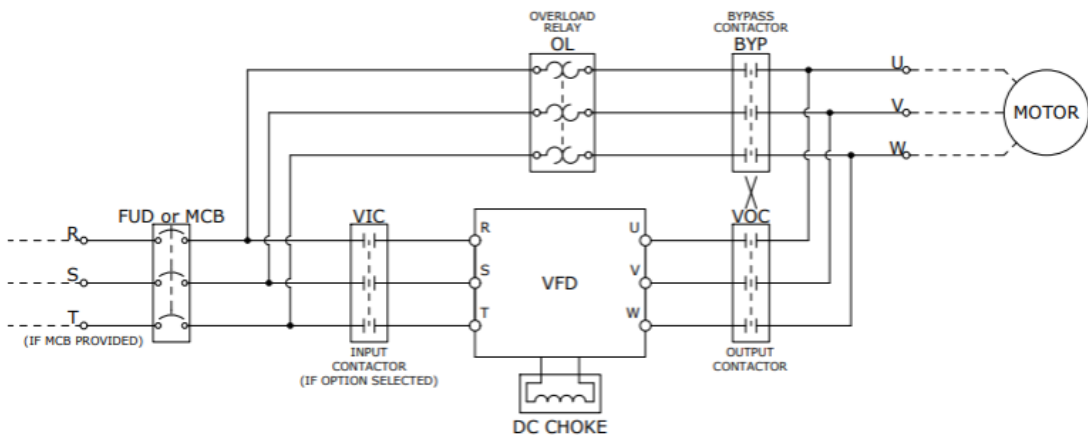 OVERLOAD
RELAY
OL
BYPASS
CONTACTOR
BYP
U
V
W
MOTOR
FUD or MCB
VIC
VOC
R
S
T
(IF MCB PROVIDED)
R
S
T
VFD
U
V
W
INPUT
CONTACTOR
(IF OPTION SELECTED)
OUTPUT
CONTACTOR
DC CHOKE